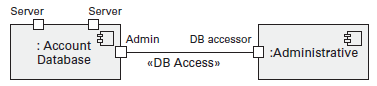 Server Server
: Account
Database
Admin DB accessor
«DB Access»
:Administrative